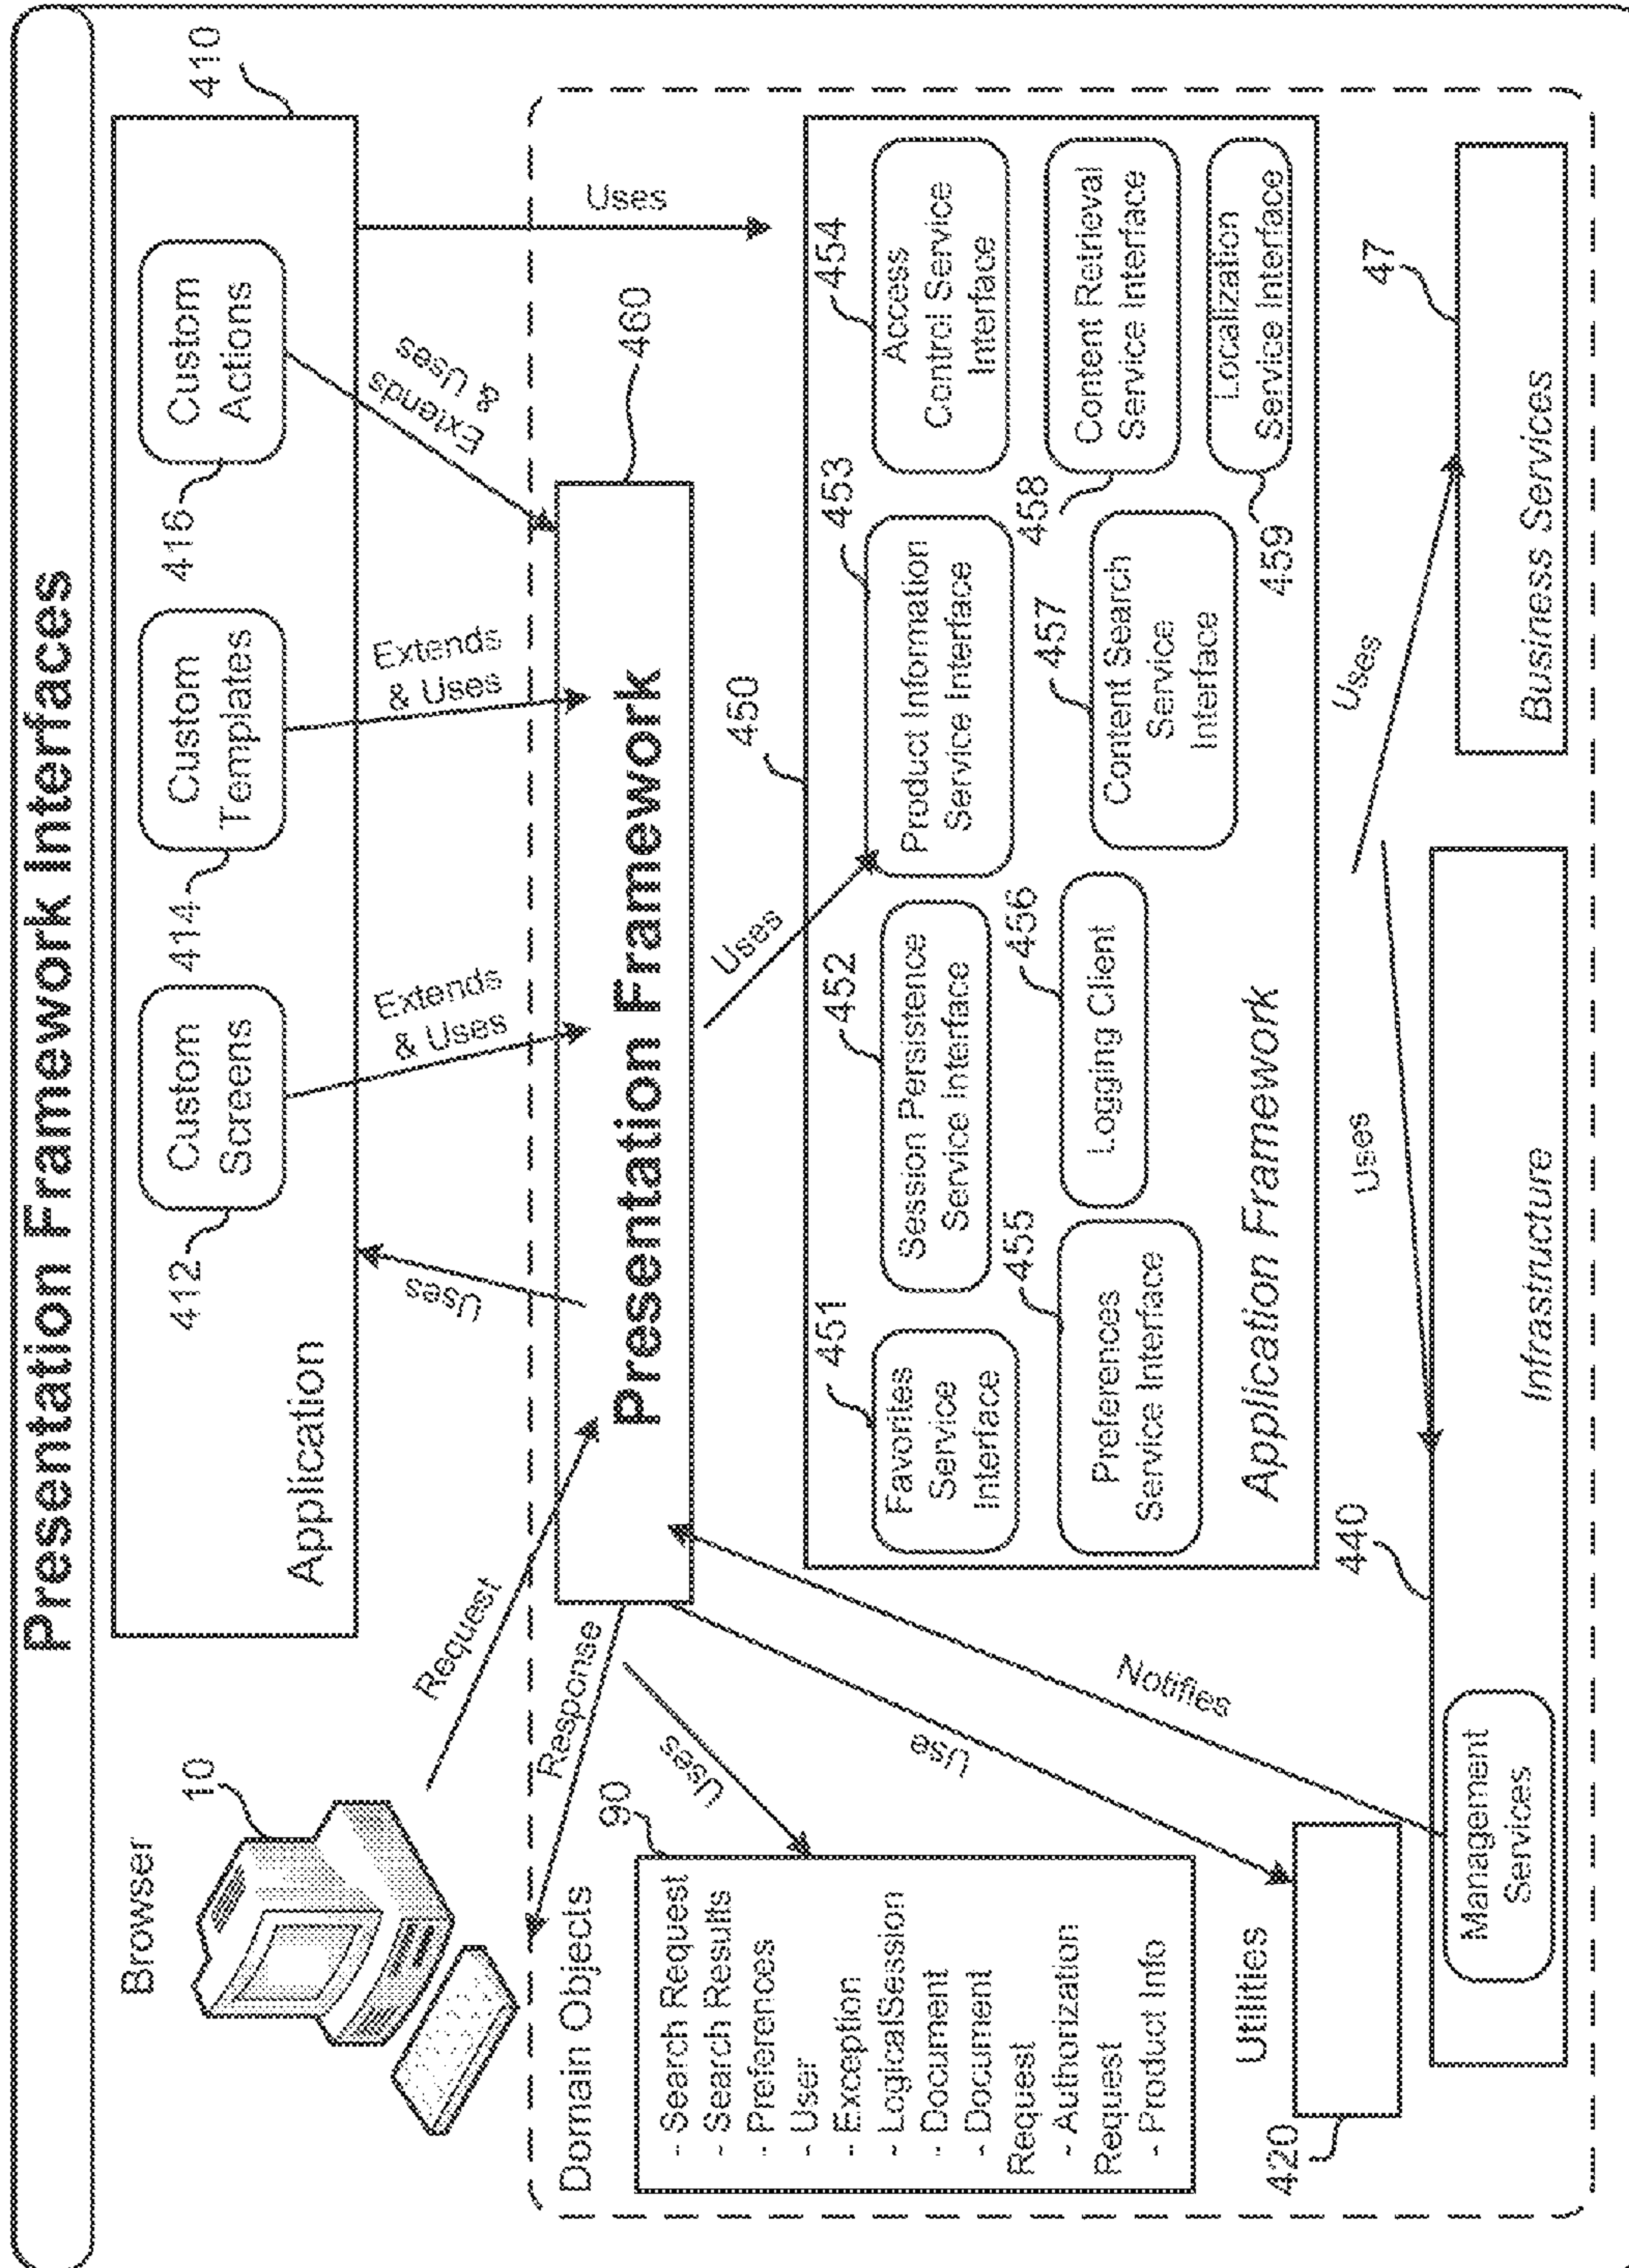 Presentation Framework Interfaces
Browser
10
Application
Custom
Screens
412
Custom
Templates
414
Custom
Actions
416
410
Request
Response
Uses
Extends
& Uses
Extends
& Uses
Extends
& Uses
Uses
Presentation Framework
460
Domain Objects
90
~ Search Request
~ Search Results
~ Preferences
~ User
~ Exception
~ LogicalSession
~ Document
~ Document
Request
~ Authorization
Request
~ Product Info
Uses
Use
Notifies
Uses
450
451
Favorites
Service
Interface
452
Session Persistence
Service Interface
453
Product Information
Service Interface
454
Access
Control Service
Interface
455
Preferences
Service Interface
456
Logging Client
457
Content Search
Service
Interface
458
Content Retrieval
Service Interface
459
Localization
Service Interface
Application Framework
Utilities
420
440
Uses
Uses
47
Management
Services
Infrastructure
Business Services